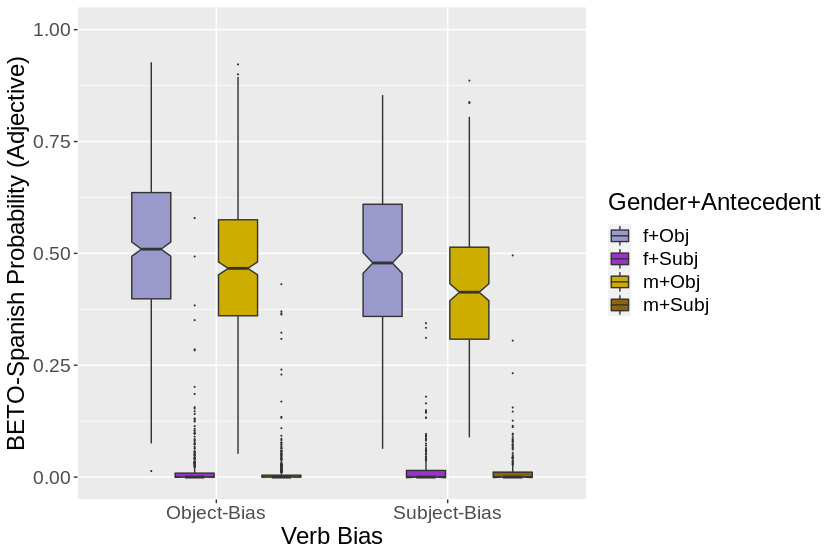 BETO-Spanish Probability (Adjective)
1.00
0.75
0.50
0.25
0.00
Object-Bias
Subject-Bias
Verb Bias
Gender+Antecedent
f+Obj
f+Subj
m+Obj
m+Subj